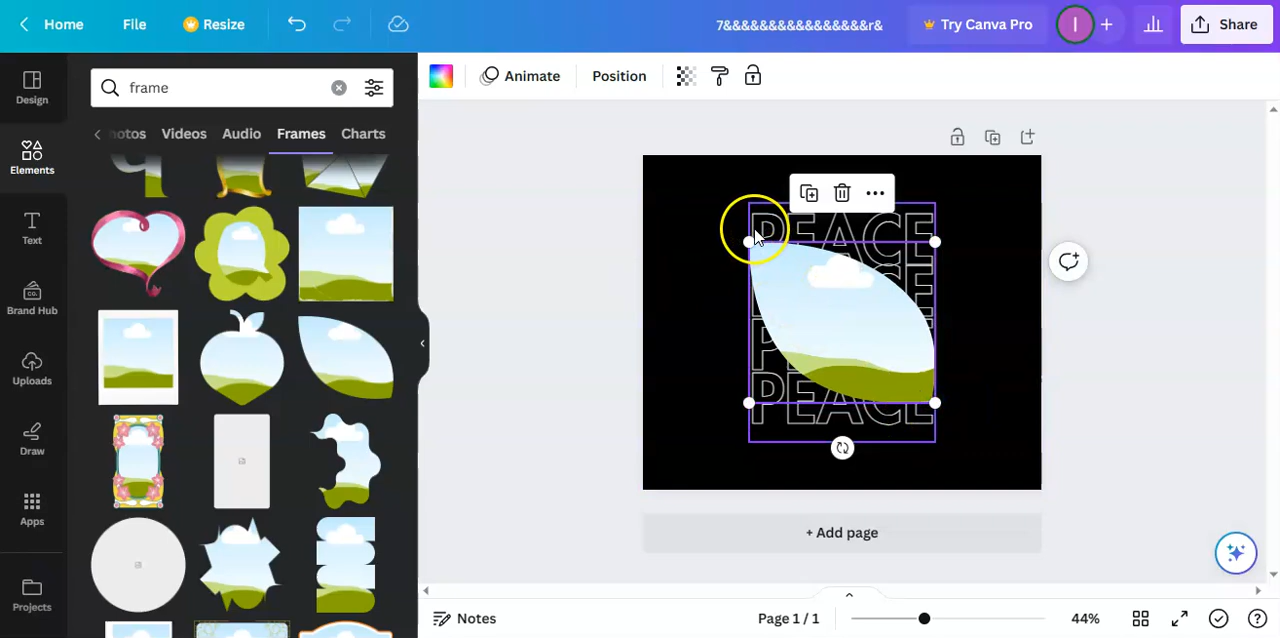 Home File Resize 7&&&&&&&&&&&&&&&&r& Try Canva Pro I + Share
frame
Animate Position
Design
Elements
Text
Brand Hub
Uploads
Draw
Apps
Projects
Videos Audio Frames Charts
PEACE
PEACE
+ Add page
Notes Page 1 / 1 44%